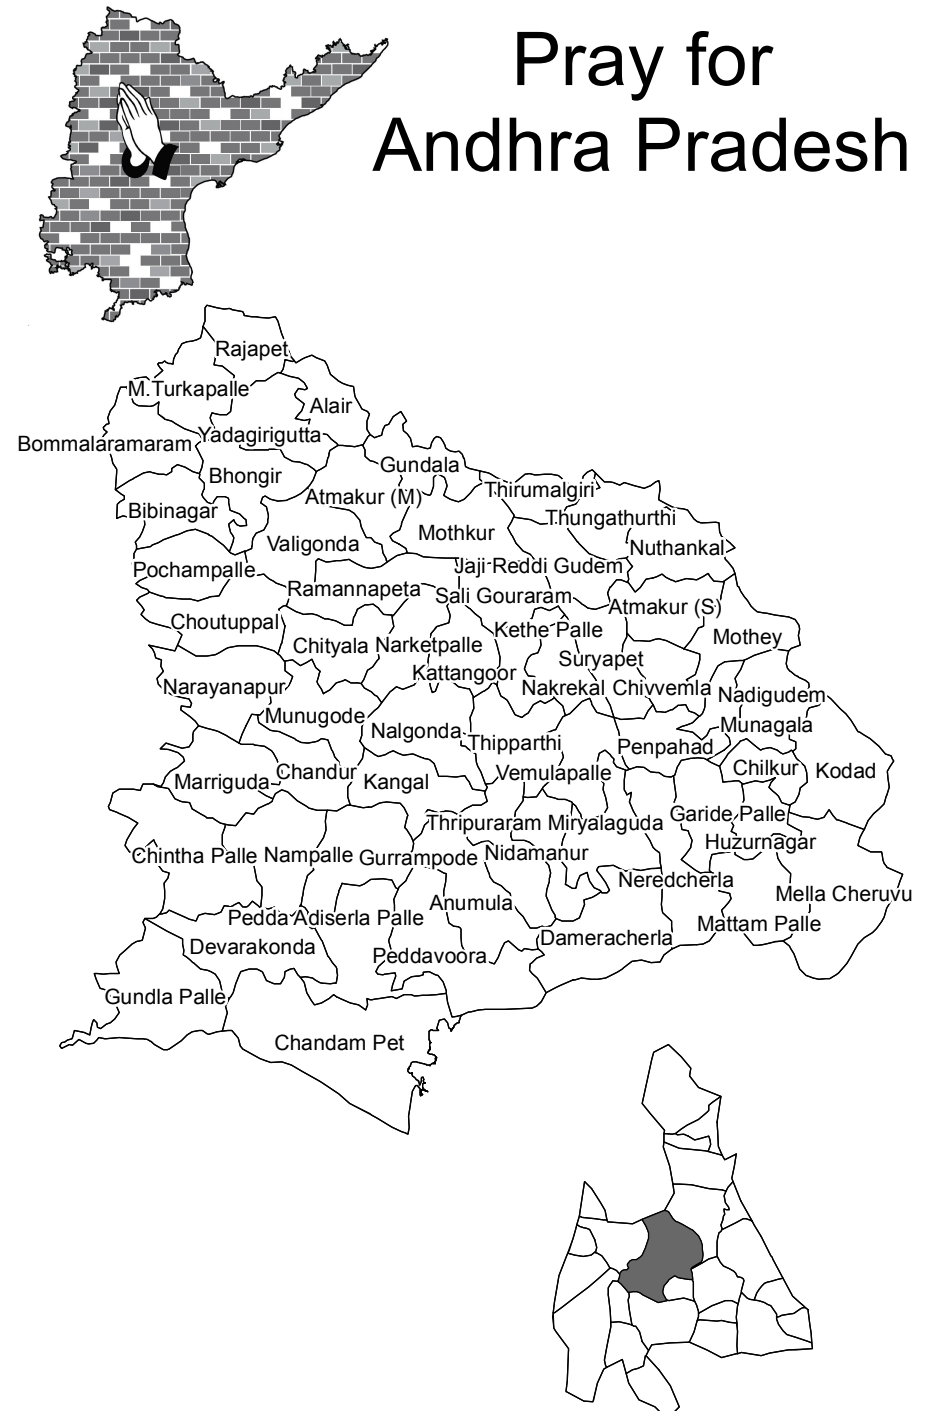 Pray for
Andhra Pradesh
Rajapet
M.Turkapalle
Alair
Yadagirigutta
Bommalaramaram
Gundala
Bhongir
Thirumalgiri
Atmakur (M)
Bibinagar
Thungathurthi
Mothkur
Valigonda
Nuthankal
Jaji Reddi Gudem
Pochampalle
Ramannapeta
Sali Gouraram
Atmakur (S)
Choutuppal
Kethe Palle
Mothey
Chityala
Narketpalle
Suryapet
Kattangoor
Narayanapur
Nakrekal
Chivvemla
Nadigudem
Munugode
Munagala
Nalgonda
Thipparthi
Penpahad
Chilkur
Kodad
Chandur
Vemulapalle
Marriguda
Kangal
Garide Palle
Thripuraram
Miryalaguda
Huzurnagar
Chintha Palle
Nampalle
Gurrampode
Nidamanur
Neredcherla
Mella Cheruvu
Anumula
Pedda Adiserla Palle
Mattam Palle
Dameracherla
Devarakonda
Peddavoora
Gundla Palle
Chandam Pet